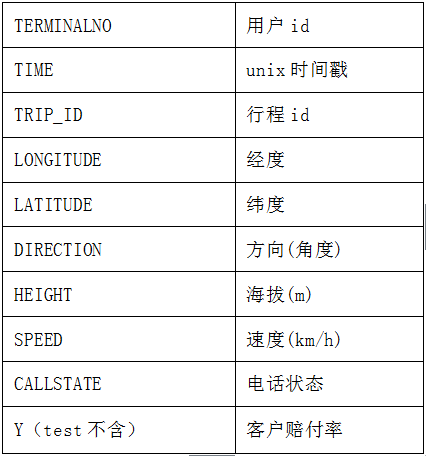 TERMINALNO 用户 id
TIME unix 时间戳
TRIP_ID 行程 id
LONGITUDE 经度
LATITUDE 纬度
DIRECTION 方向(角度)
HEIGHT 海拔(m)
SPEED 速度(km/h)
CALLSTATE 电话状态
Y（test 不含） 客户赔付率